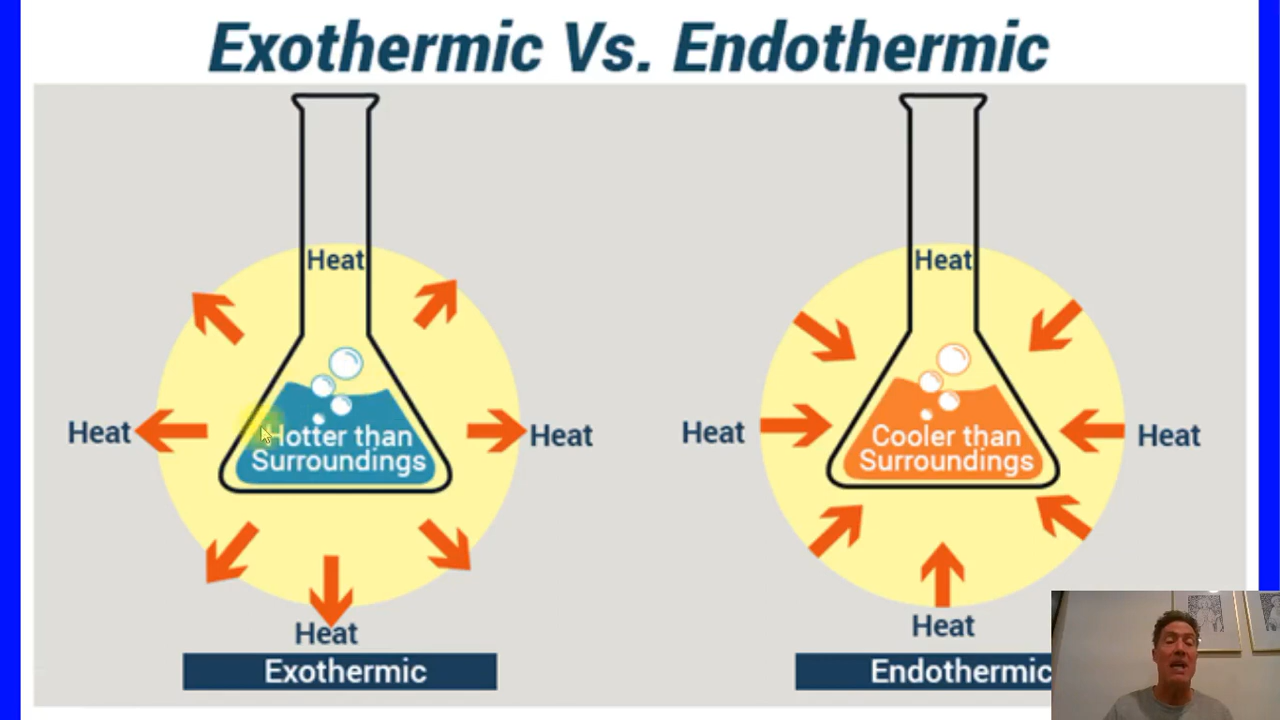 Exothermic Vs. Endothermic
Heat
Heat
Hotter than
Surroundings
Heat
Heat
Exothermic
Heat
Heat
Cooler than
Surroundings
Heat
Heat
Endothermic